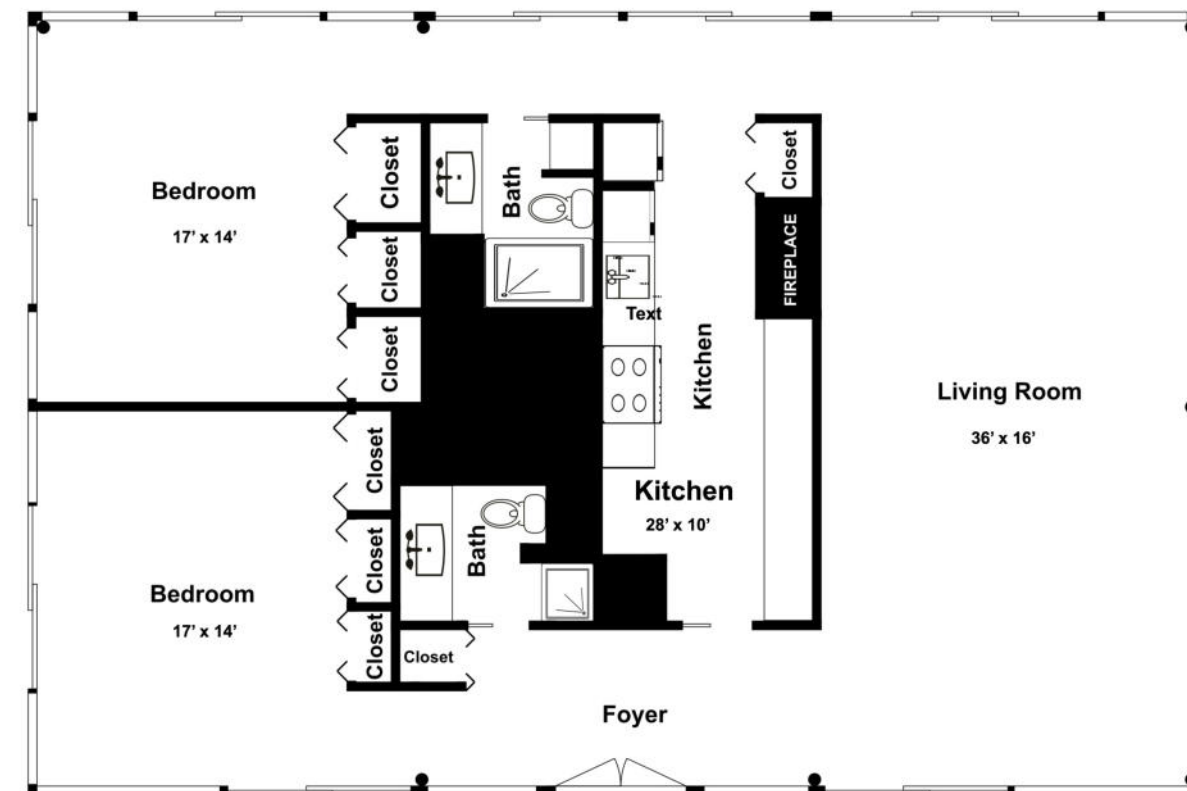 Closet
Bath
Closet
Bedroom
17’ x 14’
FIREPLACE
Closet
Text
Kitchen
Closet
Living Room
36’ x 16’
Closet
Kitchen
28’ x 10’
Bath
Closet
Bedroom
17’ x 14’
Closet
Closet
Foyer